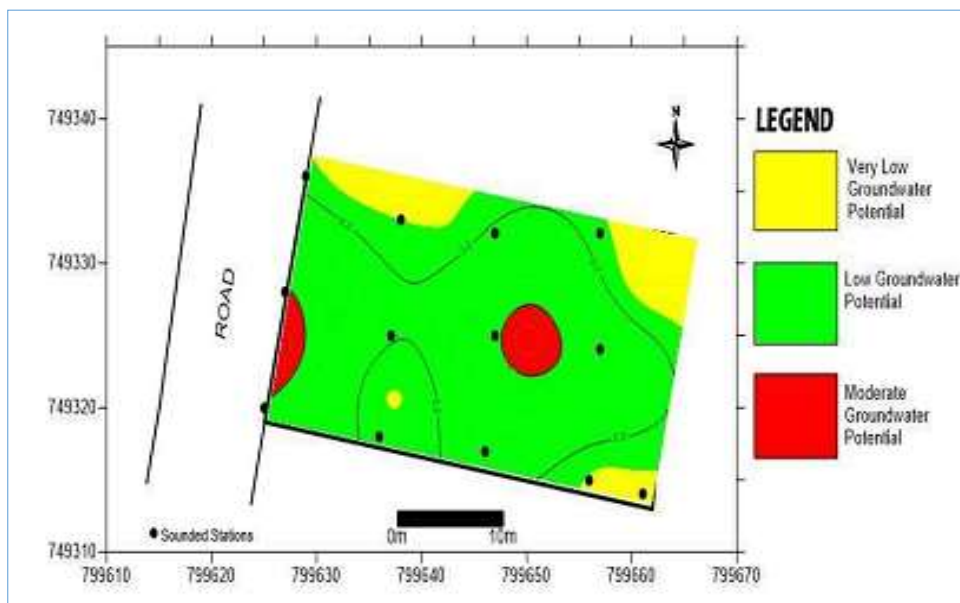 749340
749330
749320
749310
799610
799620
799630
799640
799650
799660
799670
ROAD
N
Sounded Stations
0m
10m
LEGEND
Very Low
Groundwater
Potential
Low Groundwater
Potential
Moderate
Groundwater
Potential